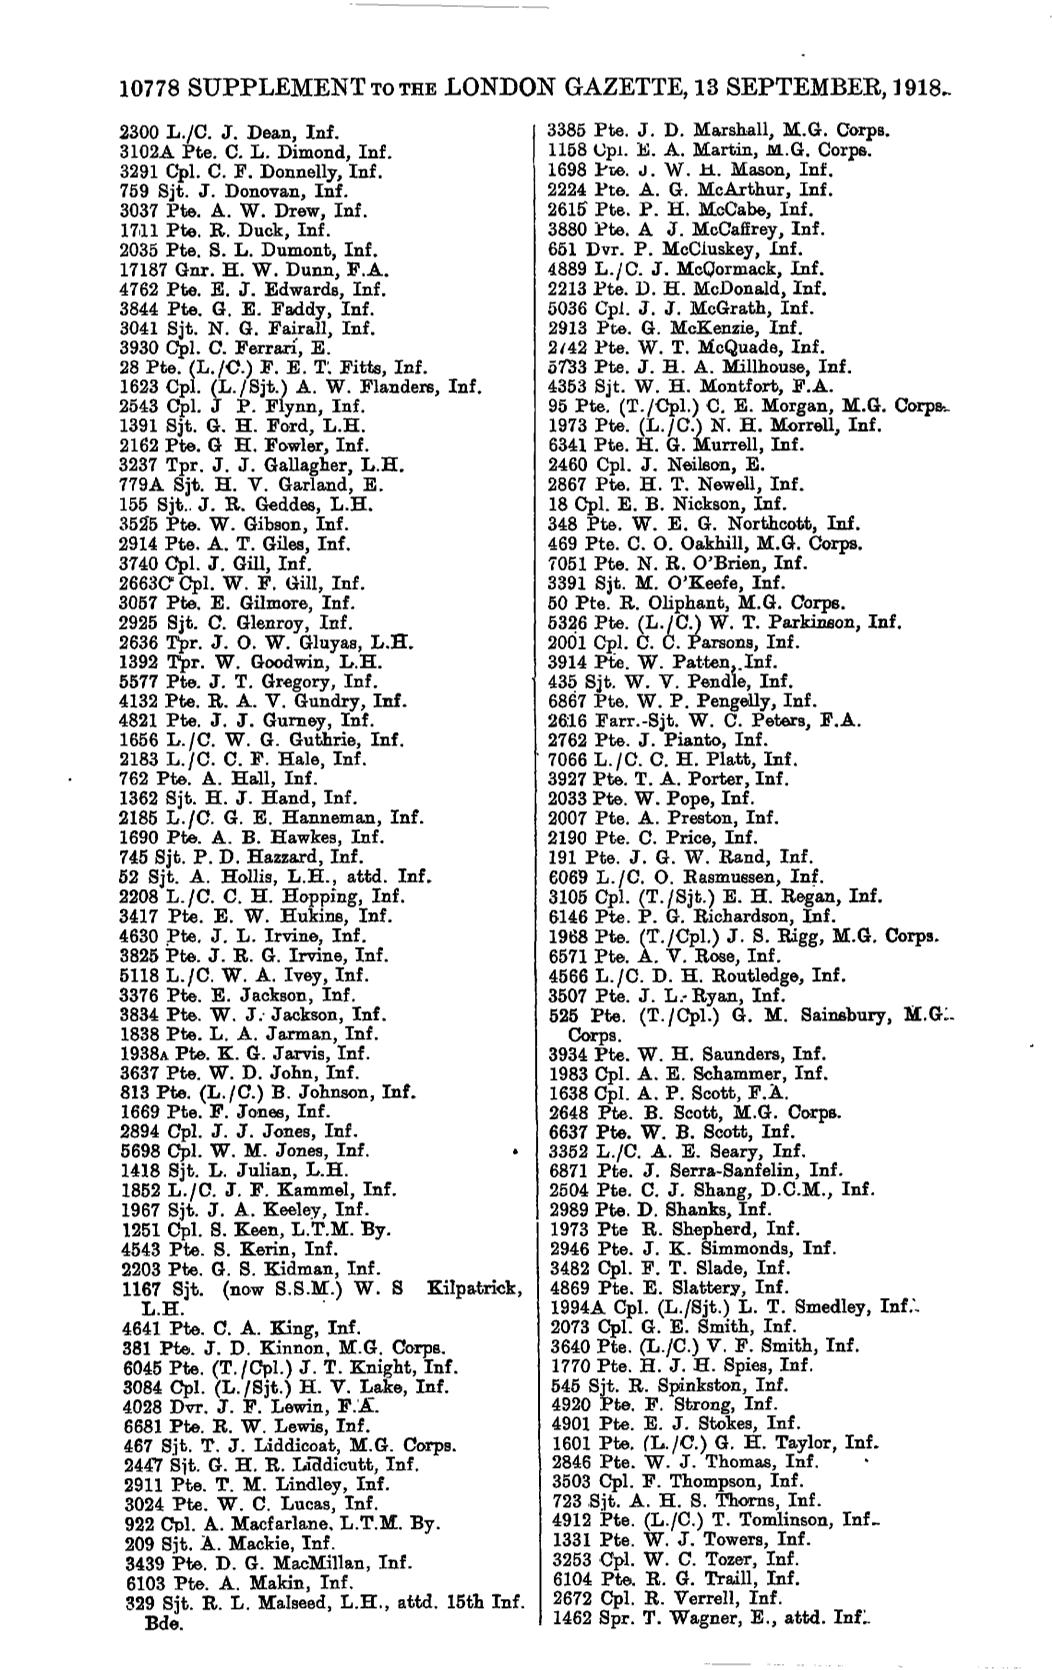 10778 SUPPLEMENT TO THE LONDON GAZETTE, 13 SEPTEMBER, 1918.
2300 L./C. J. Dean, Inf.
3102A Pte. C. L. Dimond, Inf.
3291 Cpl. C. F. Donnelly, Inf.
759 Sjt. J. Donovan, Inf.
3037 Pte. A. W. Drew, Inf.
1711 Pte. R. Duck, Inf.
2035 Pte. S. L. Dumont, Inf.
17187 Gnr. H. W. Dunn, F.A.
4762 Pte. E. J. Edwards, Inf.
3844 Pte. G. E. Faddy, Inf.
3041 Sjt. N. G. Fairall, Inf.
3930 Cpl. C. Ferrari, E.
28 Pte. (L./C.) F. E. T. Fitts, Inf.
1623 Cpl. (L./Sjt.) A. W. Flanders, Inf.
2543 Cpl. J P. Flynn, Inf.
1391 Sjt. G. H. Ford, L.H.
2162 Pte. G H. Fowler, Inf.
3237 Tpr. J. J. Gallagher, L.H.
779A Sjt. H. V. Garland, E.
155 Sjt. J. R. Geddes, L.H.
3525 Pte. W. Gibson, Inf.
2914 Pte. A. T. Giles, Inf.
3740 Cpl. J. Gill, Inf.
2663C Cpl. W. F. Gill, Inf.
3057 Pte. E. Gilmore, Inf.
2925 Sjt. C. Glenroy, Inf.
2636 Tpr. J. O. W. Gluyas, L.H.
1392 Tpr. W. Goodwin, L.H.
5577 Pte. J. T. Gregory, Inf.
4132 Pte. R. A. V. Gundry, Inf.
4821 Pte. J. J. Gurney, Inf.
1656 L./C. W. G. Guthrie, Inf.
2183 L./C. C. F. Hale, Inf.
762 Pte. A. Hall, Inf.
1362 Sjt. H. J. Hand, Inf.
2185 L./C. G. E. Hanneman, Inf.
1690 Pte. A. B. Hawkes, Inf.
745 Sjt. P. D. Hazzard, Inf.
52 Sjt. A. Hollis, L.H., attd. Inf.
2208 L./C. C. H. Hopping, Inf.
3417 Pte. E. W. Hukins, Inf.
4630 Pte. J. L. Irvine, Inf.
3825 Pte. J. R. G. Irvine, Inf.
5118 L./C. W. A. Ivey, Inf.
3376 Pte. E. Jackson, Inf.
3834 Pte. W. J. Jackson, Inf.
1838 Pte. L. A. Jarman, Inf.
1938A Pte. K. G. Jarvis, Inf.
3637 Pte. W. D. John, Inf.
813 Pte. (L./C.) B. Johnson, Inf.
1669 Pte. F. Jones, Inf.
2894 Cpl. J. J. Jones, Inf.
5698 Cpl. W. M. Jones, Inf.
1418 Sjt. L. Julian, L.H.
1852 L./C. J. F. Kammel, Inf.
1967 Sjt. J. A. Keeley, Inf.
1251 Cpl. S. Keen, L.T.M. By.
4543 Pte. S. Kerin, Inf.
2203 Pte. G. S. Kidman, Inf.
1167 Sjt. (now S.S.M.) W. S Kilpatrick,
L.H.
4641 Pte. C. A. King, Inf.
381 Pte. J. D. Kinnon, M.G. Corps.
6045 Pte. (T./Cpl.) J. T. Knight, Inf.
3084 Cpl. (L./Sjt.) H. V. Lake, Inf.
4028 Dvr. J. F. Lewin, F.A.
6681 Pte. R. W. Lewis, Inf.
467 Sjt. T. J. Liddicoat, M.G. Corps.
2447 Sjt. G. H. R. Liddicutt, Inf.
2911 Pte. T. M. Lindley, Inf.
3024 Pte. W. C. Lucas, Inf.
922 Cpl. A. Macfarlane, L.T.M. By.
209 Sjt. A. Mackie, Inf.
3439 Pte. D. G. MacMillan, Inf.
6103 Pte. A. Makin, Inf.
329 Sjt. R. L. Malseed, L.H., attd. 15th Inf.
Bde.
3385 Pte. J. D. Marshall, M.G. Corps.
1158 Cpl. E. A. Martin, M.G. Corps.
1698 Pte. J. W. H. Mason, Inf.
2224 Pte. A. G. McArthur, Inf.
2615 Pte. P. H. McCabe, Inf.
3880 Pte. A J. McCaffrey, Inf.
651 Dvr. P. McCluskey, Inf.
4889 L./C. J. McCormack, Inf.
2213 Pte. D. H. McDonald, Inf.
5036 Cpl. J. J. McGrath, Inf.
2913 Pte. G. McKenzie, Inf.
2742 Pte. W. T. McQuade, Inf.
5733 Pte. J. H. A. Millhouse, Inf.
4353 Sjt. W. H. Montfort, F.A.
95 Pte. (T./Cpl.) C. E. Morgan, M.G. Corps.
1973 Pte. (L./C.) N. H. Morrell, Inf.
6341 Pte. H. G. Murrell, Inf.
2460 Cpl. J. Neilson, E.
2867 Pte. H. T. Newell, Inf.
18 Cpl. E. B. Nickson, Inf.
348 Pte. W. E. G. Northcott, Inf.
469 Pte. C. O. Oakhill, M.G. Corps.
7051 Pte. N. R. O'Brien, Inf.
3391 Sjt. M. O'Keefe, Inf.
50 Pte. R. Oliphant, M.G. Corps.
5326 Pte. (L./C.) W. T. Parkinson, Inf.
2001 Cpl. C. C. Parsons, Inf.
3914 Pte. W. Patten, Inf.
435 Sjt. W. V. Pendle, Inf.
6867 Pte. W. P. Pengelly, Inf.
2616 Farr.-Sjt. W. C. Peters, F.A.
2762 Pte. J. Pianto, Inf.
7066 L./C. C. H. Platt, Inf.
3927 Pte. T. A. Porter, Inf.
2033 Pte. W. Pope, Inf.
2007 Pte. A. Preston, Inf.
2190 Pte. C. Price, Inf.
191 Pte. J. G. W. Rand, Inf.
6069 L./C. O. Rasmussen, Inf.
3105 Cpl. (T./Sjt.) E. H. Regan, Inf.
6146 Pte. P. G. Richardson, Inf.
1968 Pte. (T./Cpl.) J. S. Rigg, M.G. Corps.
6571 Pte. A. V. Rose, Inf.
4566 L./C. D. H. Routledge, Inf.
3507 Pte. J. L. Ryan, Inf.
525 Pte. (T./Cpl.) G. M. Sainsbury, M.G.
Corps.
3934 Pte. W. H. Saunders, Inf.
1983 Cpl. A. E. Schammer, Inf.
1638 Cpl. A. P. Scott, F.A.
2648 Pte. B. Scott, M.G. Corps.
6637 Pte. W. B. Scott, Inf.
3352 L./C. A. E. Seary, Inf.
6871 Pte. J. Serra-Sanfelin, Inf.
2504 Pte. C. J. Shang, D.C.M., Inf.
2989 Pte. D. Shanks, Inf.
1973 Pte R. Shepherd, Inf.
2946 Pte. J. K. Simmonds, Inf.
3482 Cpl. F. T. Slade, Inf.
4869 Pte. E. Slattery, Inf.
1994A Cpl. (L./Sjt.) L. T. Smedley, Inf.
2073 Cpl. G. E. Smith, Inf.
3640 Pte. (L./C.) V. F. Smith, Inf.
1770 Pte. H. J. H. Spies, Inf.
545 Sjt. R. Spinkston, Inf.
4920 Pte. F. Strong, Inf.
4901 Pte. E. J. Stokes, Inf.
1601 Pte. (L./C.) G. H. Taylor, Inf.
2846 Pte. W. J. Thomas, Inf.
3503 Cpl. F. Thompson, Inf.
723 Sjt. A. H. S. Thorns, Inf.
4912 Pte. (L./C.) T. Tomlinson, Inf.
1331 Pte. W. J. Towers, Inf.
3253 Cpl. W. C. Tozer, Inf.
6104 Pte. R. G. Traill, Inf.
2672 Cpl. R. Verrell, Inf.
1462 Spr. T. Wagner, E., attd. Inf.